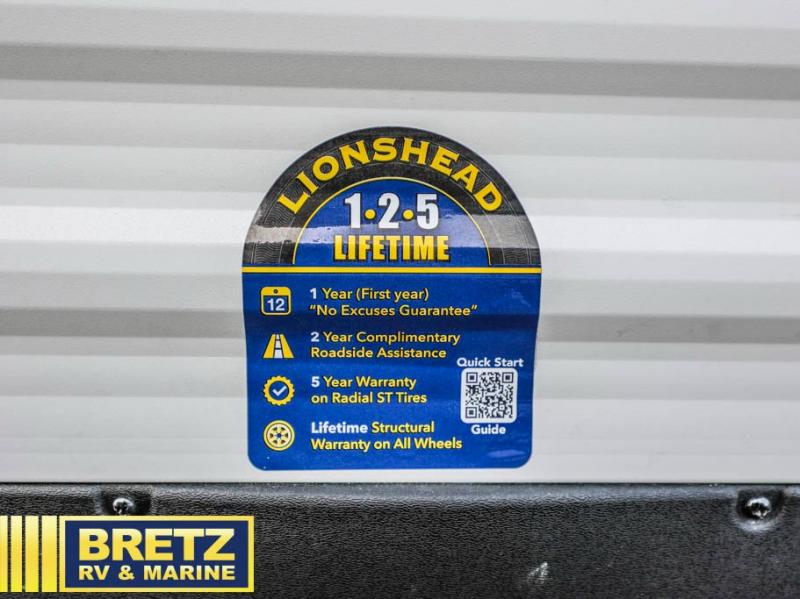 LIONSHEAD
1•2•5
LIFETIME
12
1 Year (First year)
"No Excuses Guarantee"
2 Year Complimentary
Roadside Assistance
5 Year Warranty
on Radial ST Tires
Lifetime Structural
Warranty on All Wheels
Quick Start
Guide
BRETZ
RV & MARINE